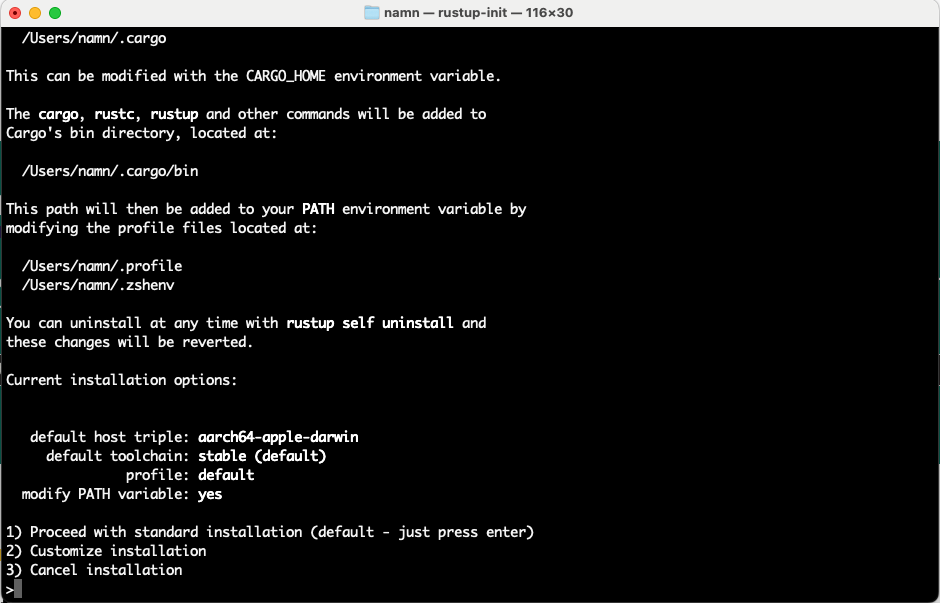 namn — rustup-init — 116×30
/Users/namn/.cargo
This can be modified with the CARGO_HOME environment variable.
The cargo, rustc, rustup and other commands will be added to
Cargo's bin directory, located at:
/Users/namn/.cargo/bin
This path will then be added to your PATH environment variable by
modifying the profile files located at:
/Users/namn/.profile
/Users/namn/.zshenv
You can uninstall at any time with rustup self uninstall and
these changes will be reverted.
Current installation options:
default host triple: aarch64-apple-darwin
default toolchain: stable (default)
profile: default
modify PATH variable: yes
1) Proceed with standard installation (default - just press enter)
2) Customize installation
3) Cancel installation
>